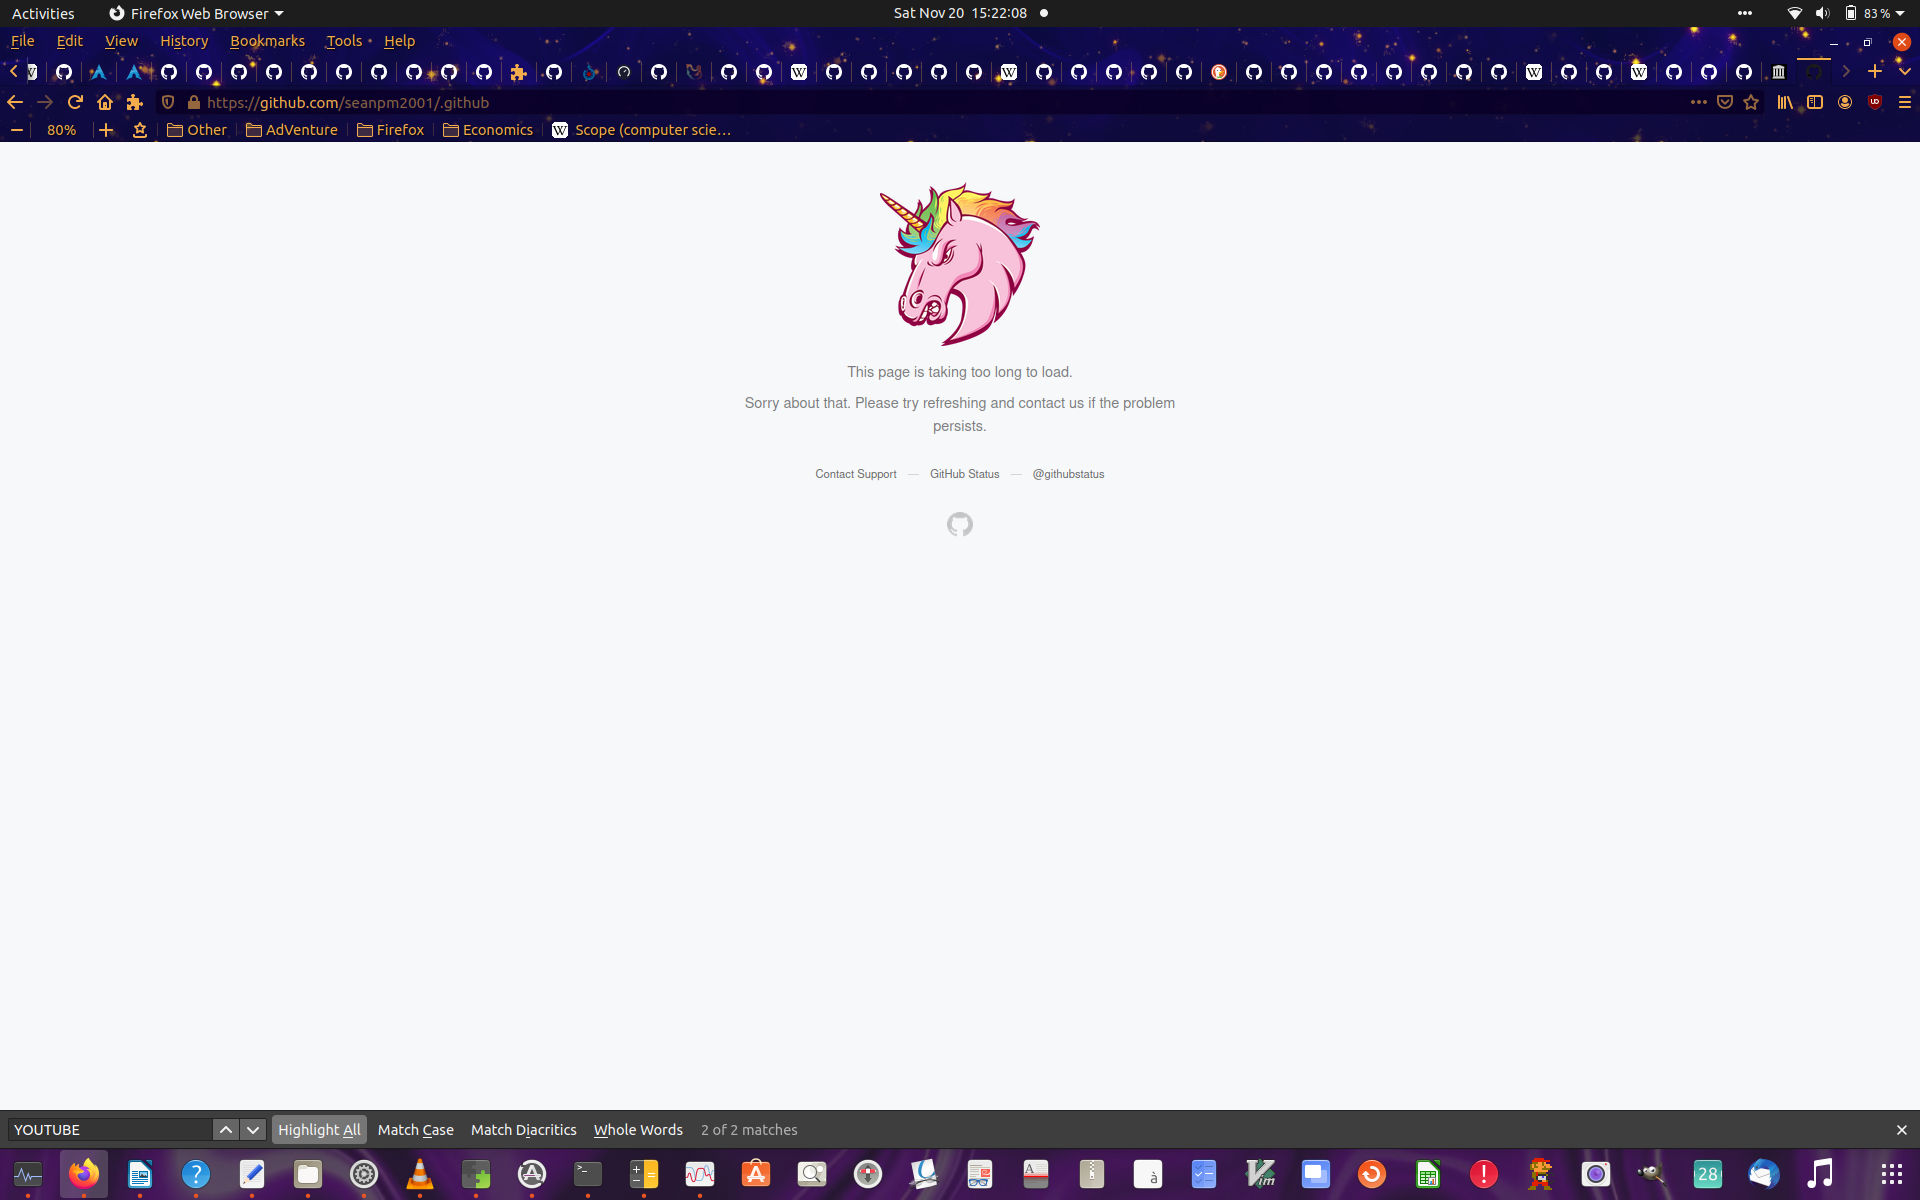 Activities Firefox Web Browser Sat Nov 20 15:22:08 83 %
File Edit View History Bookmarks Tools Help
https://github.com/seanpm2001/.github
80% Other AdVenture Firefox Economics W Scope (computer scie…
This page is taking too long to load.
Sorry about that. Please try refreshing and contact us if the problem
persists.
Contact Support — GitHub Status — @githubstatus
YOUTUBE Highlight All Match Case Match Diacritics Whole Words 2 of 2 matches
28